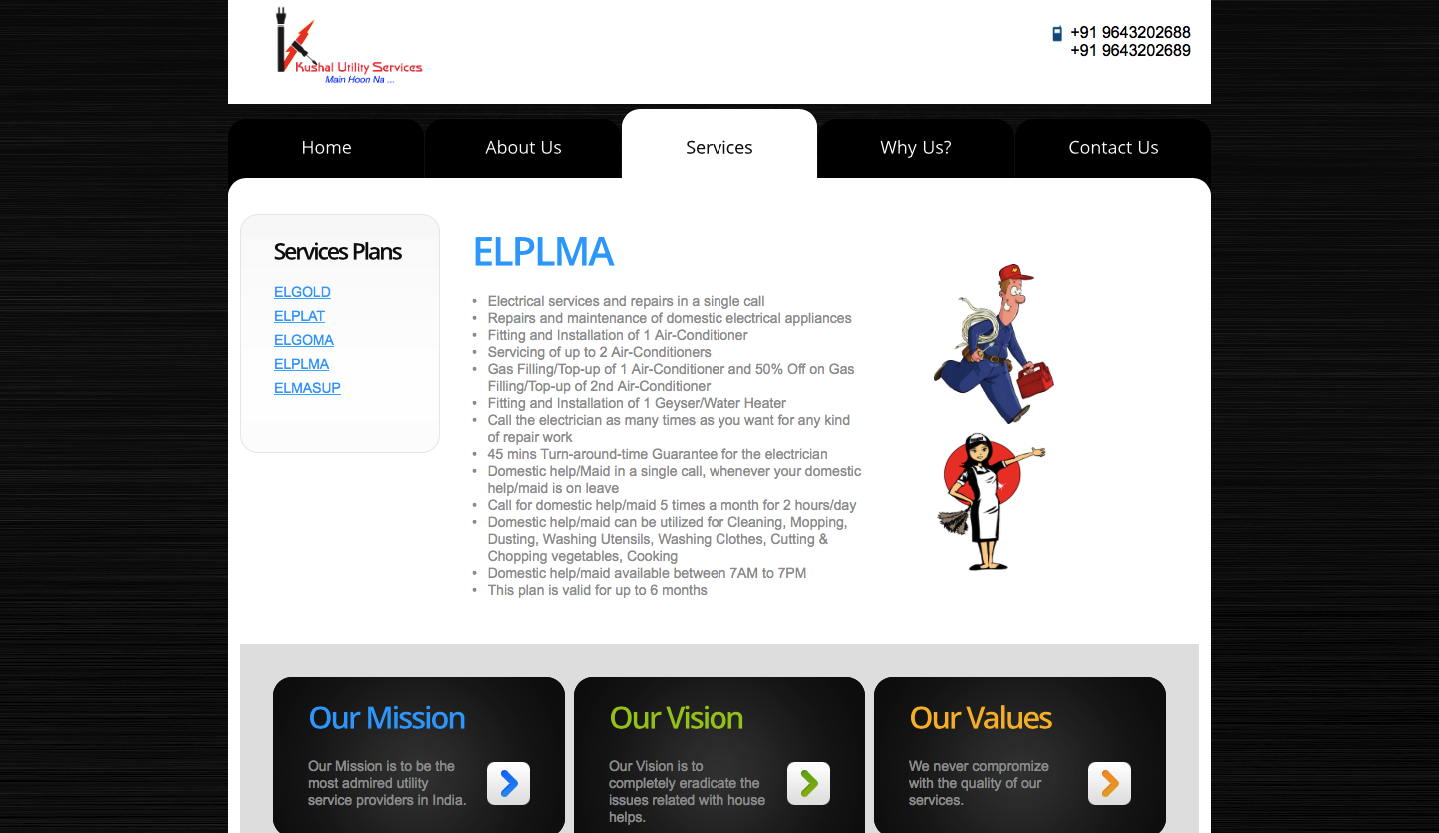 Kushal Utility Services
Main Hoon Na ...
+91 9643202688
+91 9643202689
Home
About Us
Services
Why Us?
Contact Us
Services Plans
ELGOLD
ELPLAT
ELGOMA
ELPLMA
ELMASUP
ELPLMA
• Electrical services and repairs in a single call
• Repairs and maintenance of domestic electrical appliances
• Fitting and Installation of 1 Air-Conditioner
• Servicing of up to 2 Air-Conditioners
• Gas Filling/Top-up of 1 Air-Conditioner and 50% Off on Gas
Filling/Top-up of 2nd Air-Conditioner
• Fitting and Installation of 1 Geyser/Water Heater
• Call the electrician as many times as you want for any kind
of repair work
• 45 mins Turn-around-time Guarantee for the electrician
• Domestic help/Maid in a single call, whenever your domestic
help/maid is on leave
• Call for domestic help/maid 5 times a month for 2 hours/day
• Domestic help/maid can be utilized for Cleaning, Mopping,
Dusting, Washing Utensils, Washing Clothes, Cutting &
Chopping vegetables, Cooking
• Domestic help/maid available between 7AM to 7PM
• This plan is valid for up to 6 months
Our Mission
Our Mission is to be the
most admired utility
service providers in India.
Our Vision
Our Vision is to
completely eradicate the
issues related with house
helps.
Our Values
We never compromize
with the quality of our
services.